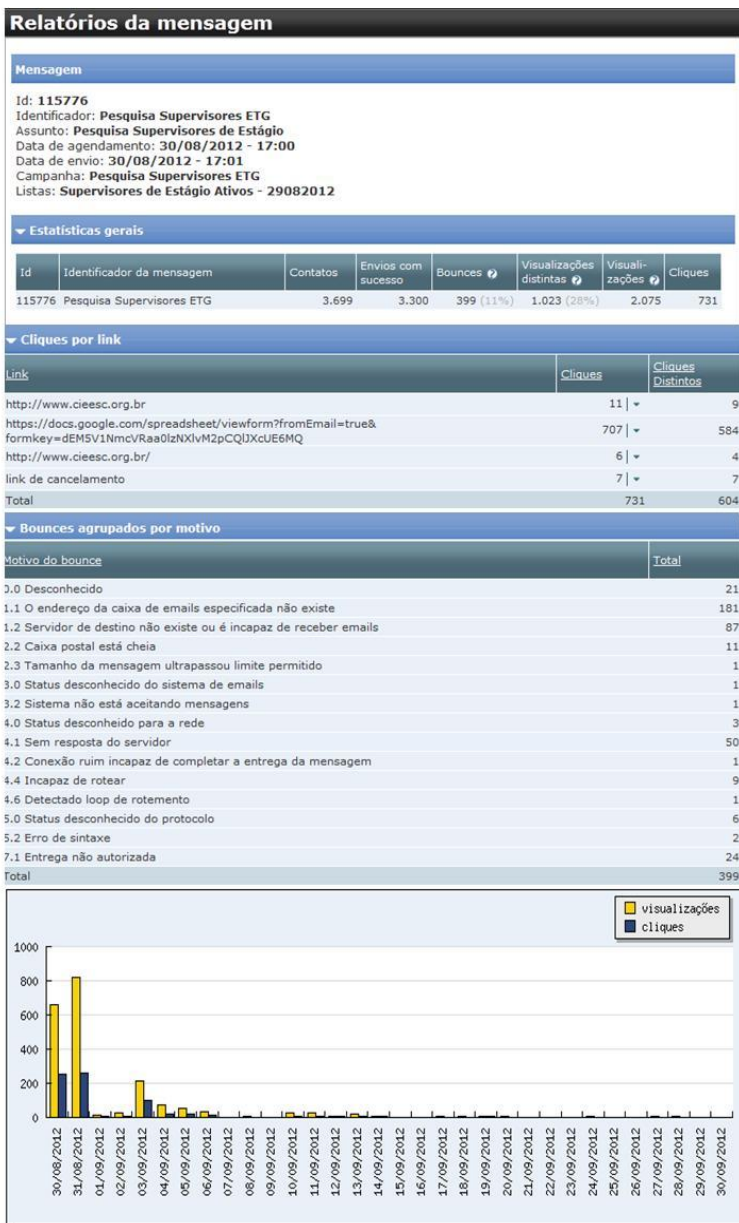 Relatórios da mensagem
Mensagem
Id: 115776
Identificador: Pesquisa Supervisores ETG
Assunto: Pesquisa Supervisores de Estágio
Data de agendamento: 30/08/2012 - 17:00
Data de envio: 30/08/2012 - 17:01
Campanha: Pesquisa Supervisores ETG
Listas: Supervisores de Estágio Ativos - 29082012
Estatísticas gerais
Id Identificador da mensagem Contatos Envios com sucesso Bounces Visualizações distintas Visuali-zações Cliques
115776 Pesquisa Supervisores ETG 3.699 3.300 399 (11%) 1.023 (28%) 2.075 731
Cliques por link
Link Cliques Cliques Distintos
http://www.cieesc.org.br 11 9
https://docs.google.com/spreadsheet/viewform?fromEmail=true&
formkey=dEM5V1NmcVRaa0lzNXlvM2pCQlJXcUE6MQ 707 584
http://www.cieesc.org.br/ 6 4
link de cancelamento 7 7
Total 731 604
Bounces agrupados por motivo
Motivo do bounce Total
0.0 Desconhecido 21
1.1 O endereço da caixa de emails especificada não existe 181
1.2 Servidor de destino não existe ou é incapaz de receber emails 87
2.2 Caixa postal está cheia 11
2.3 Tamanho da mensagem ultrapassou limite permitido 1
3.0 Status desconhecido do sistema de emails 1
3.2 Sistema não está aceitando mensagens 1
4.0 Status desconheido para a rede 3
4.1 Sem resposta do servidor 50
4.2 Conexão ruim incapaz de completar a entrega da mensagem 1
4.4 Incapaz de rotear 9
4.6 Detectado loop de rotemento 1
5.0 Status desconhecido do protocolo 6
5.2 Erro de sintaxe 2
7.1 Entrega não autorizada 24
Total 399
visualizações
cliques
1000
800
600
400
200
0
30/08/2012
31/08/2012
01/09/2012
02/09/2012
03/09/2012
04/09/2012
05/09/2012
06/09/2012
07/09/2012
08/09/2012
09/09/2012
10/09/2012
11/09/2012
12/09/2012
13/09/2012
14/09/2012
15/09/2012
16/09/2012
17/09/2012
18/09/2012
19/09/2012
20/09/2012
21/09/2012
22/09/2012
23/09/2012
24/09/2012
25/09/2012
26/09/2012
27/09/2012
28/09/2012
29/09/2012
30/09/2012